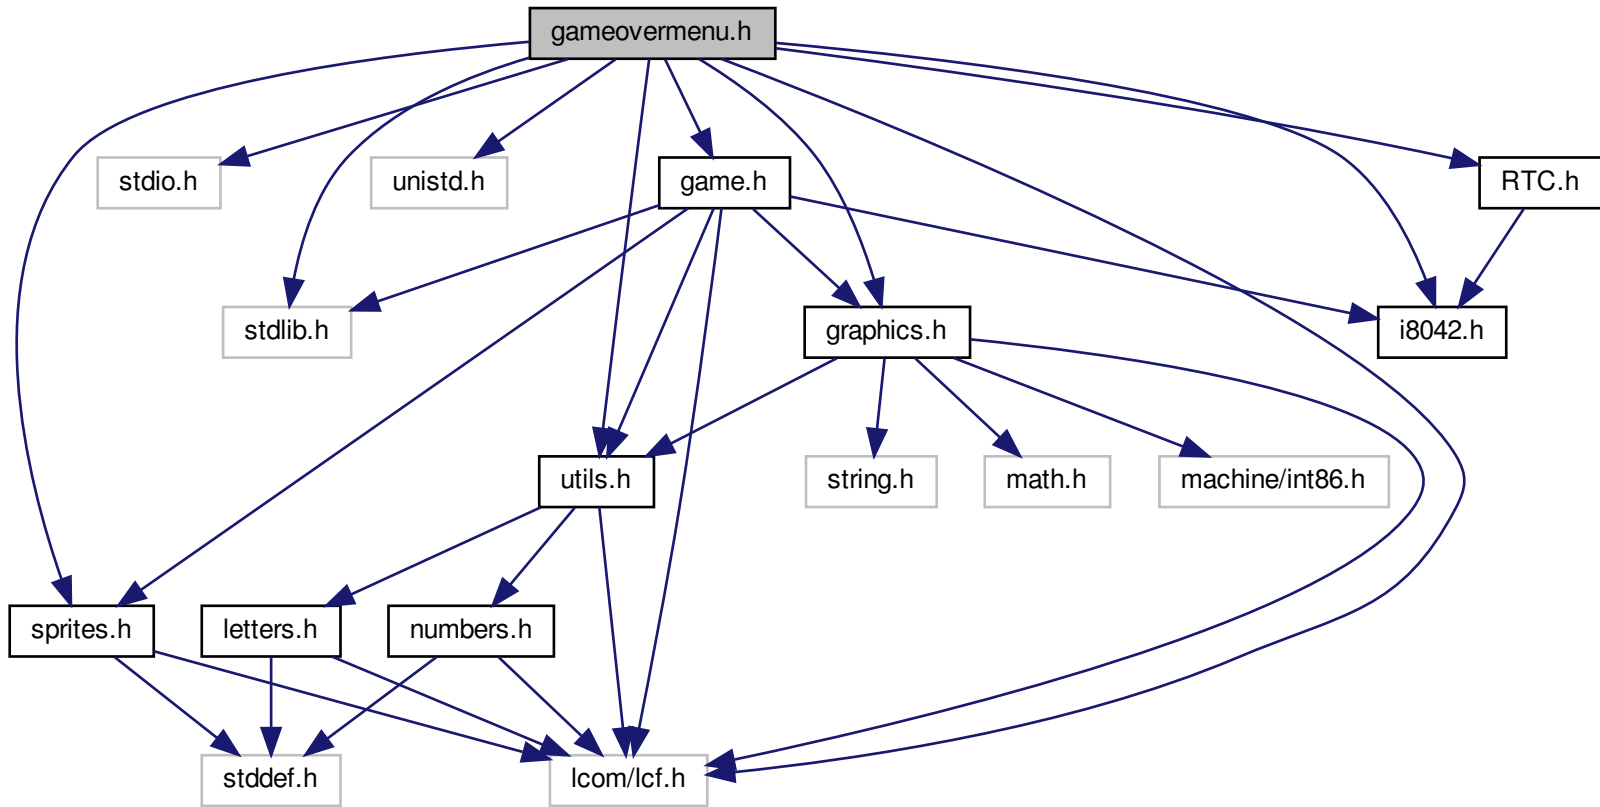 gameovermenu.h
stdio.h
unistd.h
game.h
RTC.h
stdlib.h
graphics.h
i8042.h
utils.h
string.h
math.h
machine/int86.h
sprites.h
letters.h
numbers.h
stddef.h
lcom/lcf.h